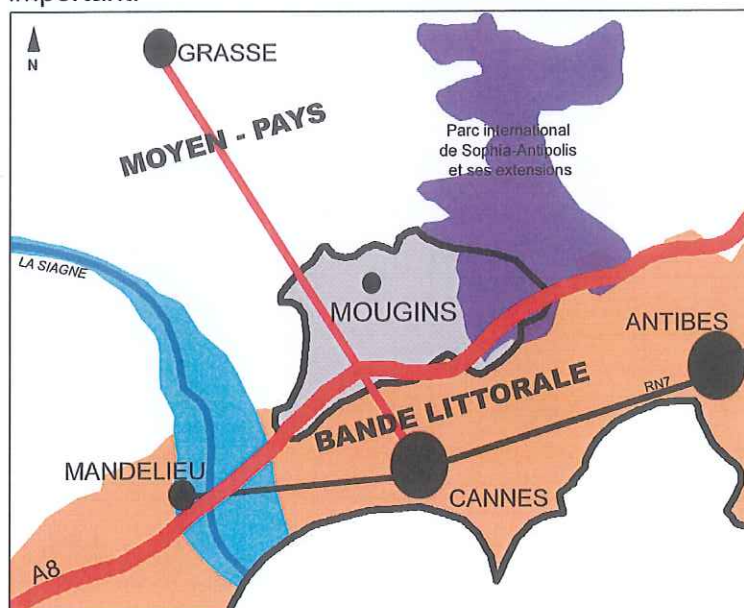 important.
N
GRASSE
MOYEN - PAYS
Parc international
de Sophia-Antipolis
et ses extensions
LA SIAGNE
MOUGINS
ANTIBES
RN7
BANDE LITTORALE
MANDELIEU
CANNES
A8